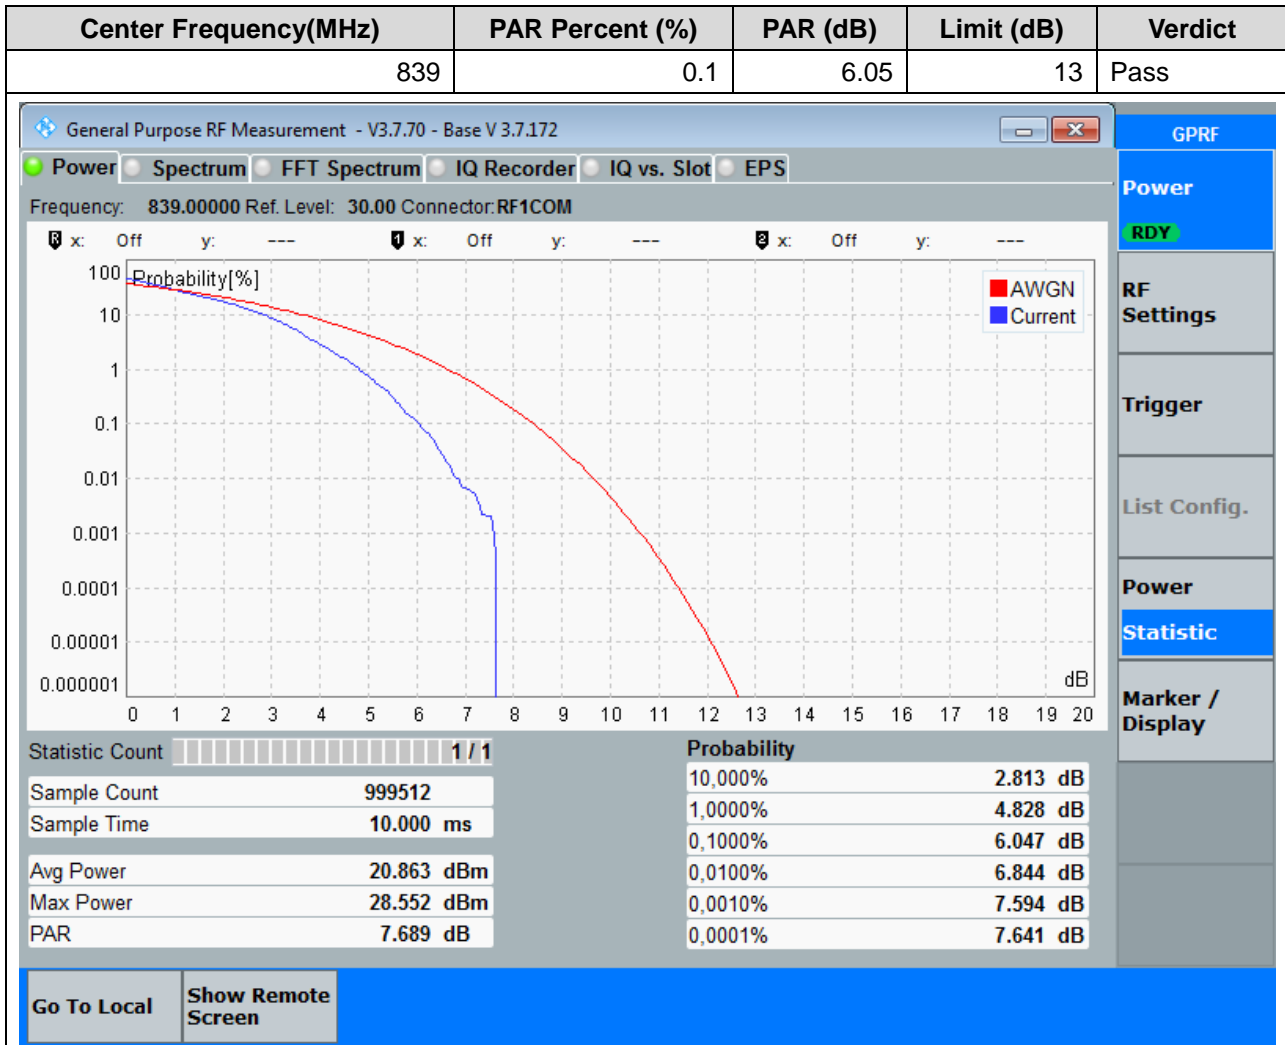 Center Frequency(MHz) PAR Percent (%) PAR (dB) Limit (dB) Verdict
839 0.1 6.05 13 Pass
General Purpose RF Measurement - V3.7.70 - Base V 3.7.172
GPRF
Power Spectrum FFT Spectrum IQ Recorder IQ vs. Slot EPS
Frequency: 839.00000 Ref. Level: 30.00 Connector: RF1COM
R x: Off y: --- 1 x: Off y: --- 2 x: Off y: ---
Probability[%]
100
10
1
0.1
0.01
0.001
0.0001
0.00001
0.000001
AWGN
Current
dB
0 1 2 3 4 5 6 7 8 9 10 11 12 13 14 15 16 17 18 19 20
Statistic Count 1 / 1
Sample Count 999512
Sample Time 10.000 ms
Avg Power 20.863 dBm
Max Power 28.552 dBm
PAR 7.689 dB
Probability
10,000% 2.813 dB
1,0000% 4.828 dB
0,1000% 6.047 dB
0,0100% 6.844 dB
0,0010% 7.594 dB
0,0001% 7.641 dB
Power
RDY
RF
Settings
Trigger
List Config.
Power
Statistic
Marker /
Display
Go To Local
Show Remote
Screen